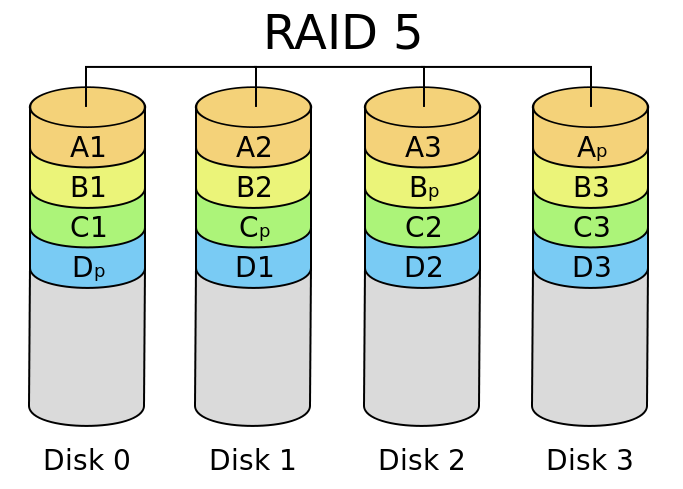 RAID 5
A1 A2 A3 Ap
B1 B2 Bp B3
C1 Cp C2 C3
Dp D1 D2 D3
Disk 0 Disk 1 Disk 2 Disk 3